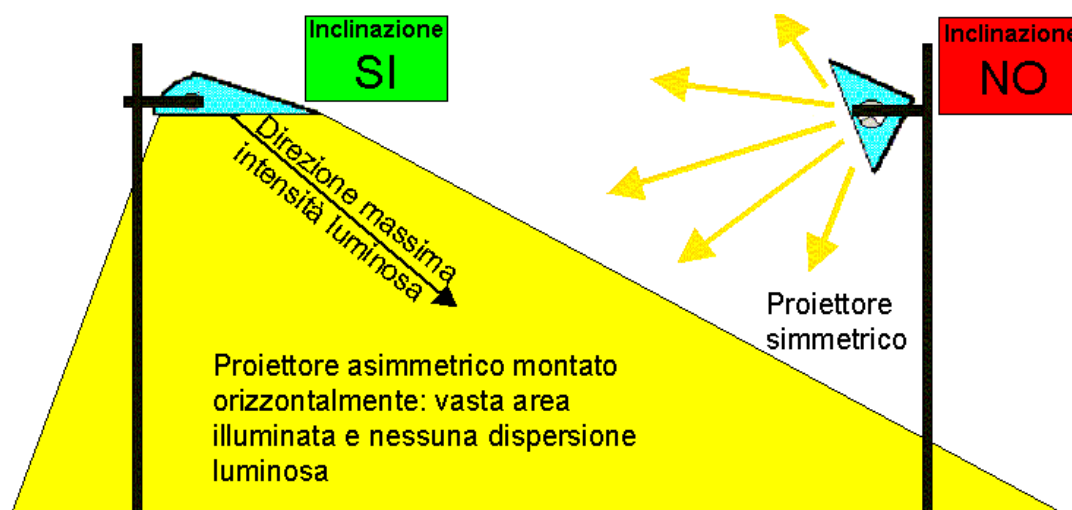 Inclinazione
SI
Direzione massima
intensità luminosa
Proiettore asimmetrico montato
orizzontalmente: vasta area
illuminata e nessuna dispersione
luminosa
Inclinazione
NO
Proiettore
simmetrico